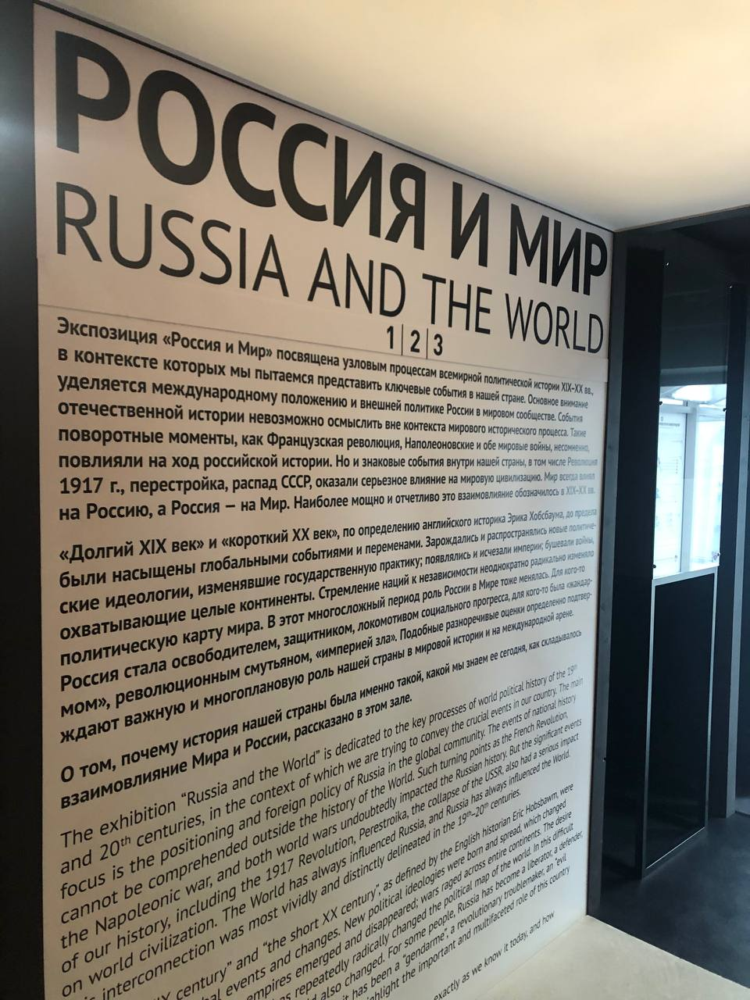 РОССИЯ И МИР
RUSSIA AND THE WORLD
1|2|3
Экспозиция «Россия и Мир» посвящена узловым процессам всемирной политической истории XIX–XX вв.,
в контексте которых мы пытаемся представить ключевые события в нашей стране. Основное внимание
уделяется международному положению и внешней политике России в мировом сообществе. События
отечественной истории невозможно осмыслить вне контекста мирового исторического процесса. Такие
поворотные моменты, как Французская революция, Наполеоновские и обе мировые войны, несомненно,
повлияли на ход российской истории. Но и знаковые события внутри нашей страны, в том числе Революция
1917 г., перестройка, распад СССР, оказали серьезное влияние на мировую цивилизацию. Мир всегда влиял
на Россию, а Россия — на Мир. Наиболее мощно и отчетливо это взаимовлияние обозначилось в XIX–XX вв.
«Долгий XIX век» и «короткий XX век», по определению английского историка Эрика Хобсбаума, до предела
были насыщены глобальными событиями и переменами. Зарождались и распространялись новые политиче-
ские идеологии, изменявшие государственную практику; появлялись и исчезали империи; бушевали войны,
охватывающие целые континенты. Стремление наций к независимости неоднократно радикально изменяло
политическую карту мира. В этот многосложный период роль России в Мире тоже менялась. Для кого-то
Россия стала освободителем, защитником, локомотивом социального прогресса, для кого-то была «жандар-
мом», революционным смутьяном, «империей зла». Подобные разноречивые оценки определенно подтвер-
ждают важную и многоплановую роль нашей страны в мировой истории и на международной арене.
О том, почему история нашей страны была именно такой, какой мы знаем ее сегодня, как складывалось
взаимовлияние Мира и России, рассказано в этом зале.
The exhibition "Russia and the World" is dedicated to the key processes of world political history of the 19th
and 20th centuries, in the context of which we are trying to convey the crucial events in our country. The main
focus is the positioning and foreign policy of Russia in the global community. The events of national history
cannot be comprehended outside the history of the World. Such turning points as the French Revolution,
the Napoleonic war, and both world wars undoubtedly impacted the Russian history. But the significant events
of our history, including the 1917 Revolution, Perestroika, the collapse of the USSR, also had a serious impact
on world civilization. The World has always influenced Russia, and Russia has always influenced the World.
interconnection was most vividly and distinctly delineated in the 19th–20th centuries.
century" and "the short XX century", as defined by the English historian Eric Hobsbawm, were
events and changes. New political ideologies were born and spread, which changed
empires emerged and disappeared; wars raged across entire continents. The desire
repeatedly radically changed the political map of the world. In this difficult
also changed. For some people, Russia has become a liberator, a defender,
has been a "gendarme", a revolutionary troublemaker, an "evil
the important and multifaceted role of this country
exactly as we know it today, and how